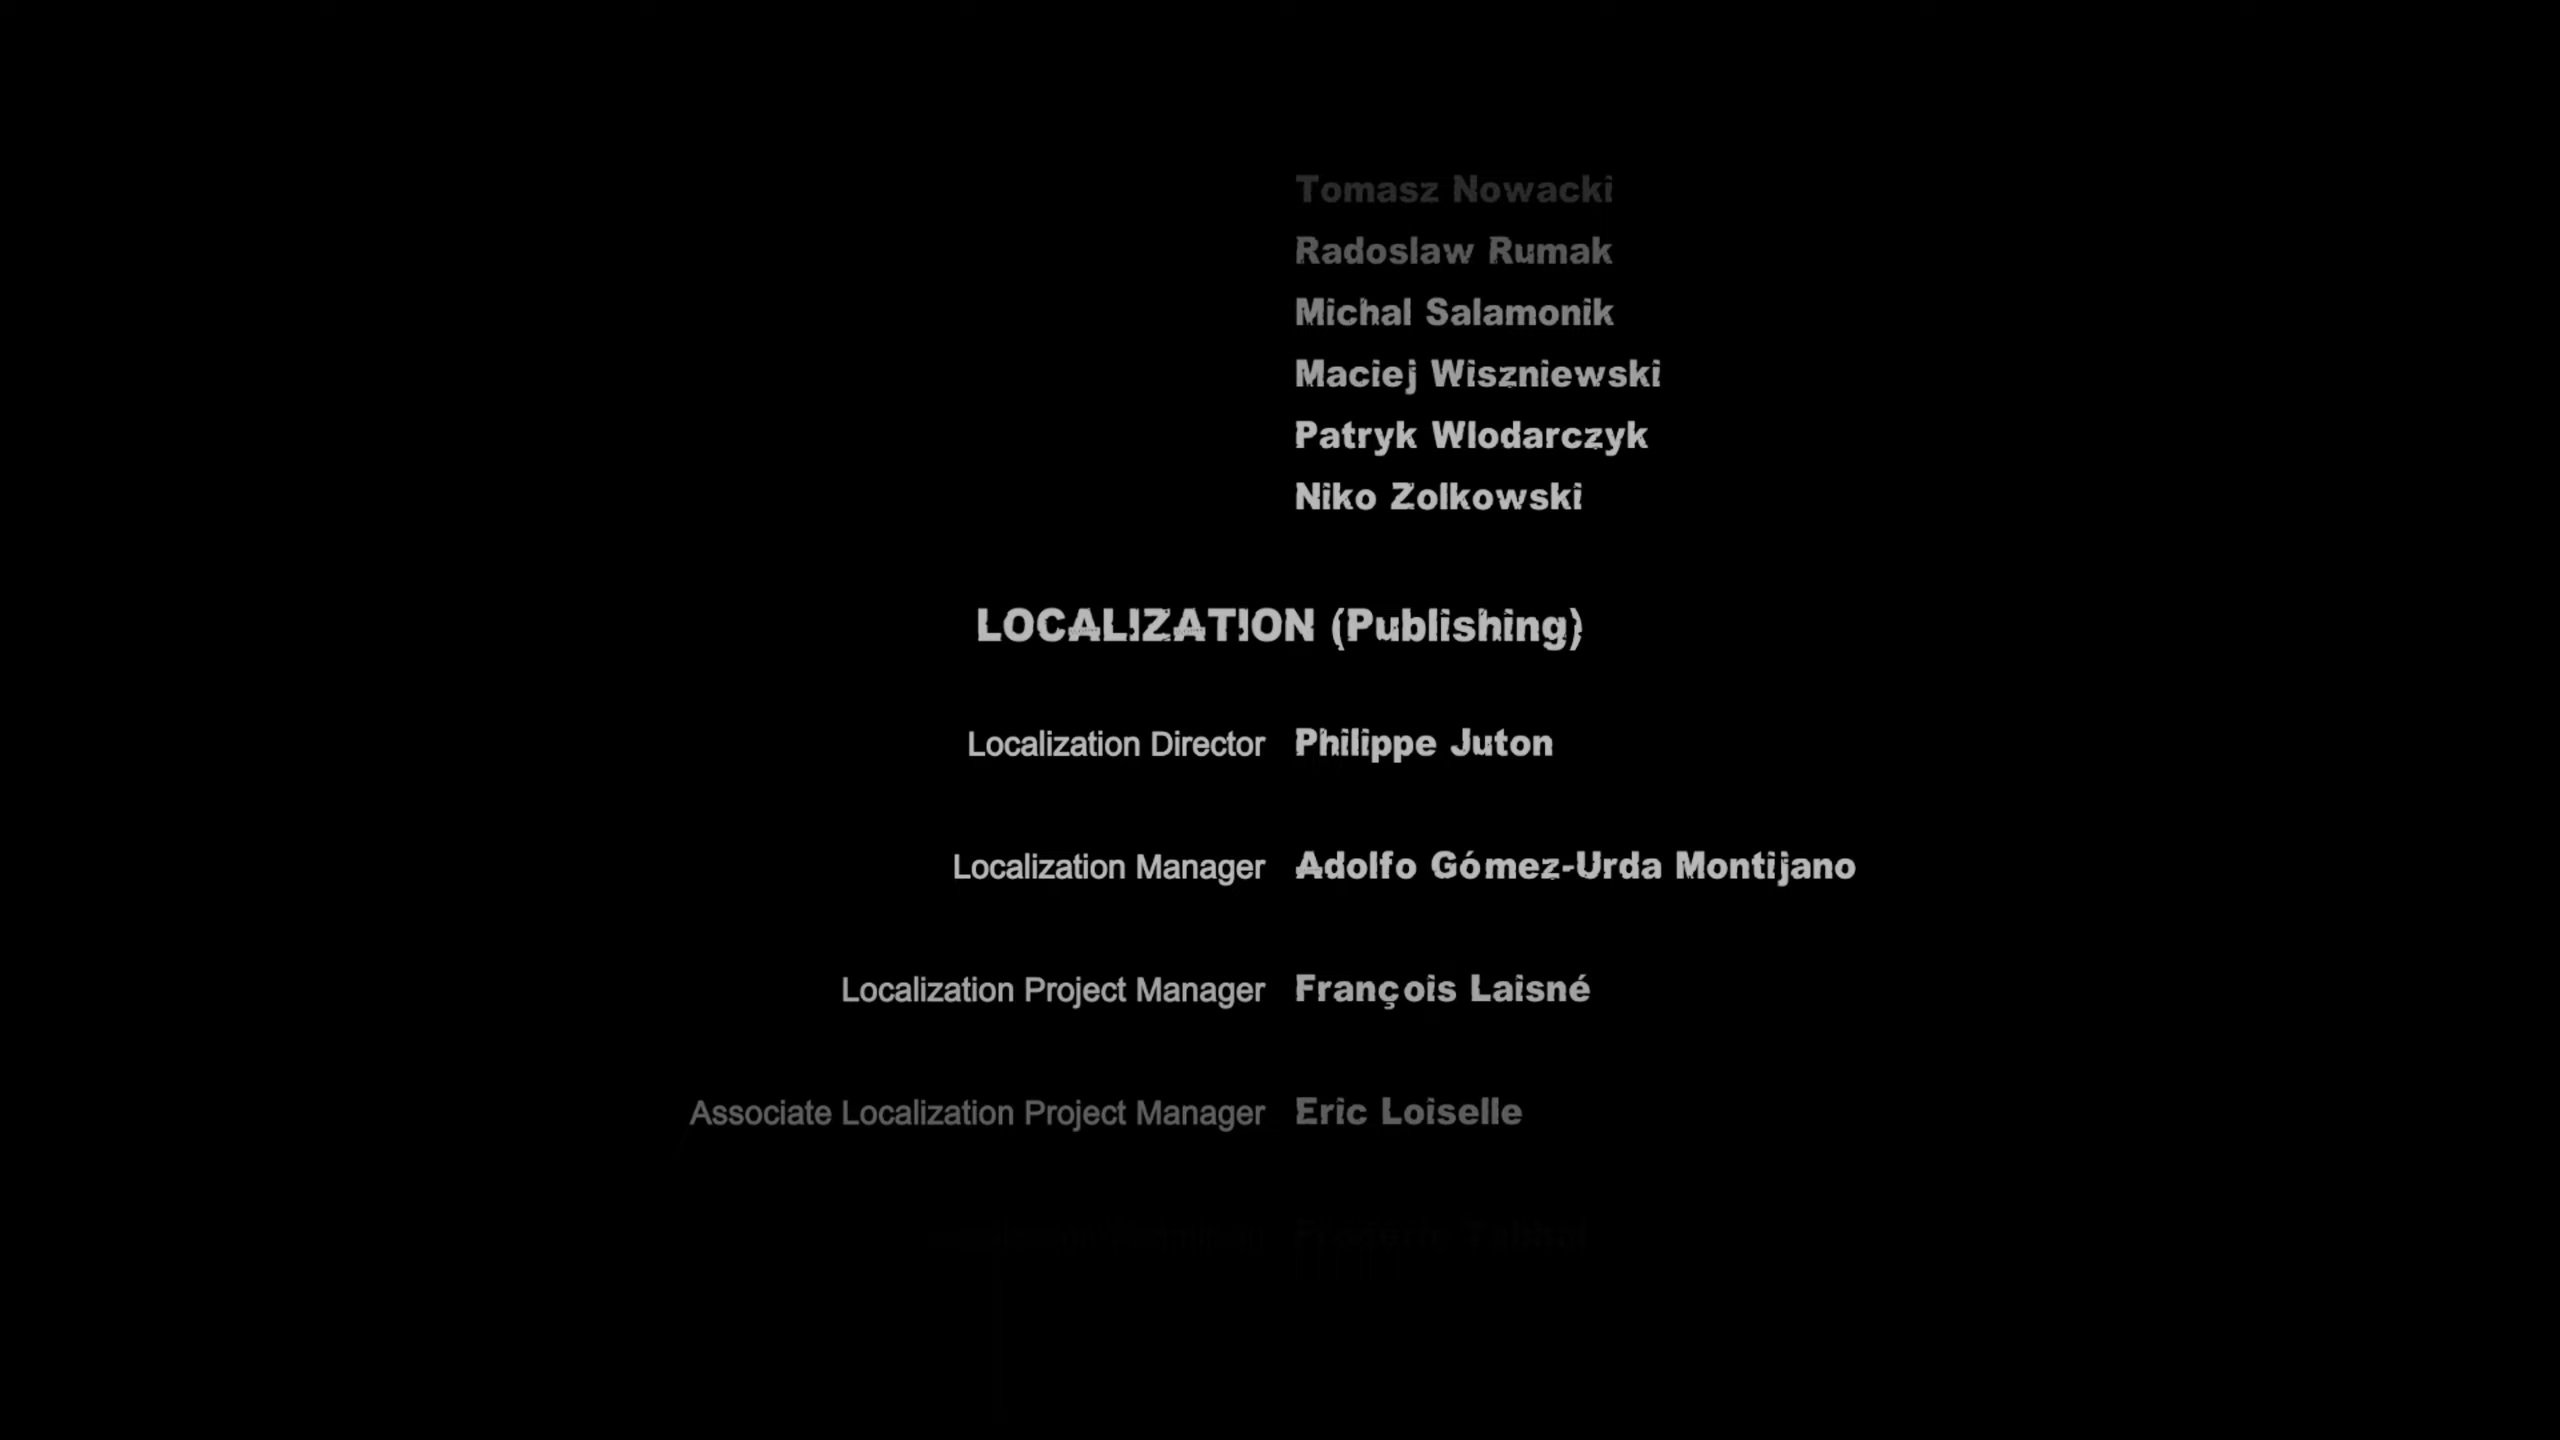 Tomasz Nowacki
Radoslaw Rumak
Michal Salamonik
Maciej Wiszniewski
Patryk Wlodarczyk
Niko Zolkowski
LOCALIZATION (Publishing)
Localization Director Philippe Juton
Localization Manager Adolfo Gómez-Urda Montijano
Localization Project Manager François Laisné
Associate Localization Project Manager Eric Loiselle